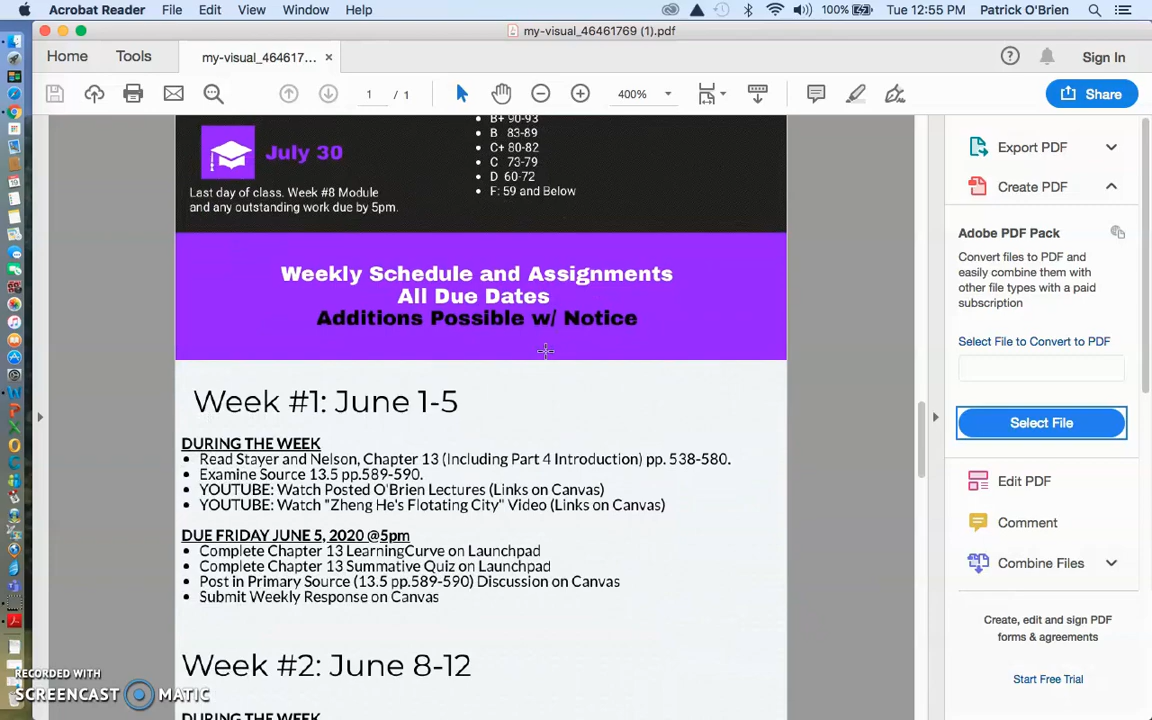 Acrobat Reader File Edit View Window Help 100% Tue 12:55 PM Patrick O'Brien
my-visual_46461769 (1).pdf
Home Tools my-visual_464617... × Sign In
1 / 1 400% Share
B+ 90-93
B 83-89
C+ 80-82
C 73-79
D 60-72
F: 59 and Below
July 30
Last day of class. Week #8 Module
and any outstanding work due by 5pm.
Weekly Schedule and Assignments
All Due Dates
Additions Possible w/ Notice
Week #1: June 1-5
DURING THE WEEK
Read Stayer and Nelson, Chapter 13 (Including Part 4 Introduction) pp. 538-580.
Examine Source 13.5 pp.589-590.
YOUTUBE: Watch Posted O'Brien Lectures (Links on Canvas)
YOUTUBE: Watch "Zheng He's Flotating City" Video (Links on Canvas)
DUE FRIDAY JUNE 5, 2020 @5pm
Complete Chapter 13 LearningCurve on Launchpad
Complete Chapter 13 Summative Quiz on Launchpad
Post in Primary Source (13.5 pp.589-590) Discussion on Canvas
Submit Weekly Response on Canvas
Week #2: June 8-12
DURING THE WEEK
Export PDF
Create PDF
Adobe PDF Pack
Convert files to PDF and
easily combine them with
other file types with a paid
subscription
Select File to Convert to PDF
Select File
Edit PDF
Comment
Combine Files
Create, edit and sign PDF
forms & agreements
Start Free Trial
RECORDED WITH
SCREENCAST MATIC